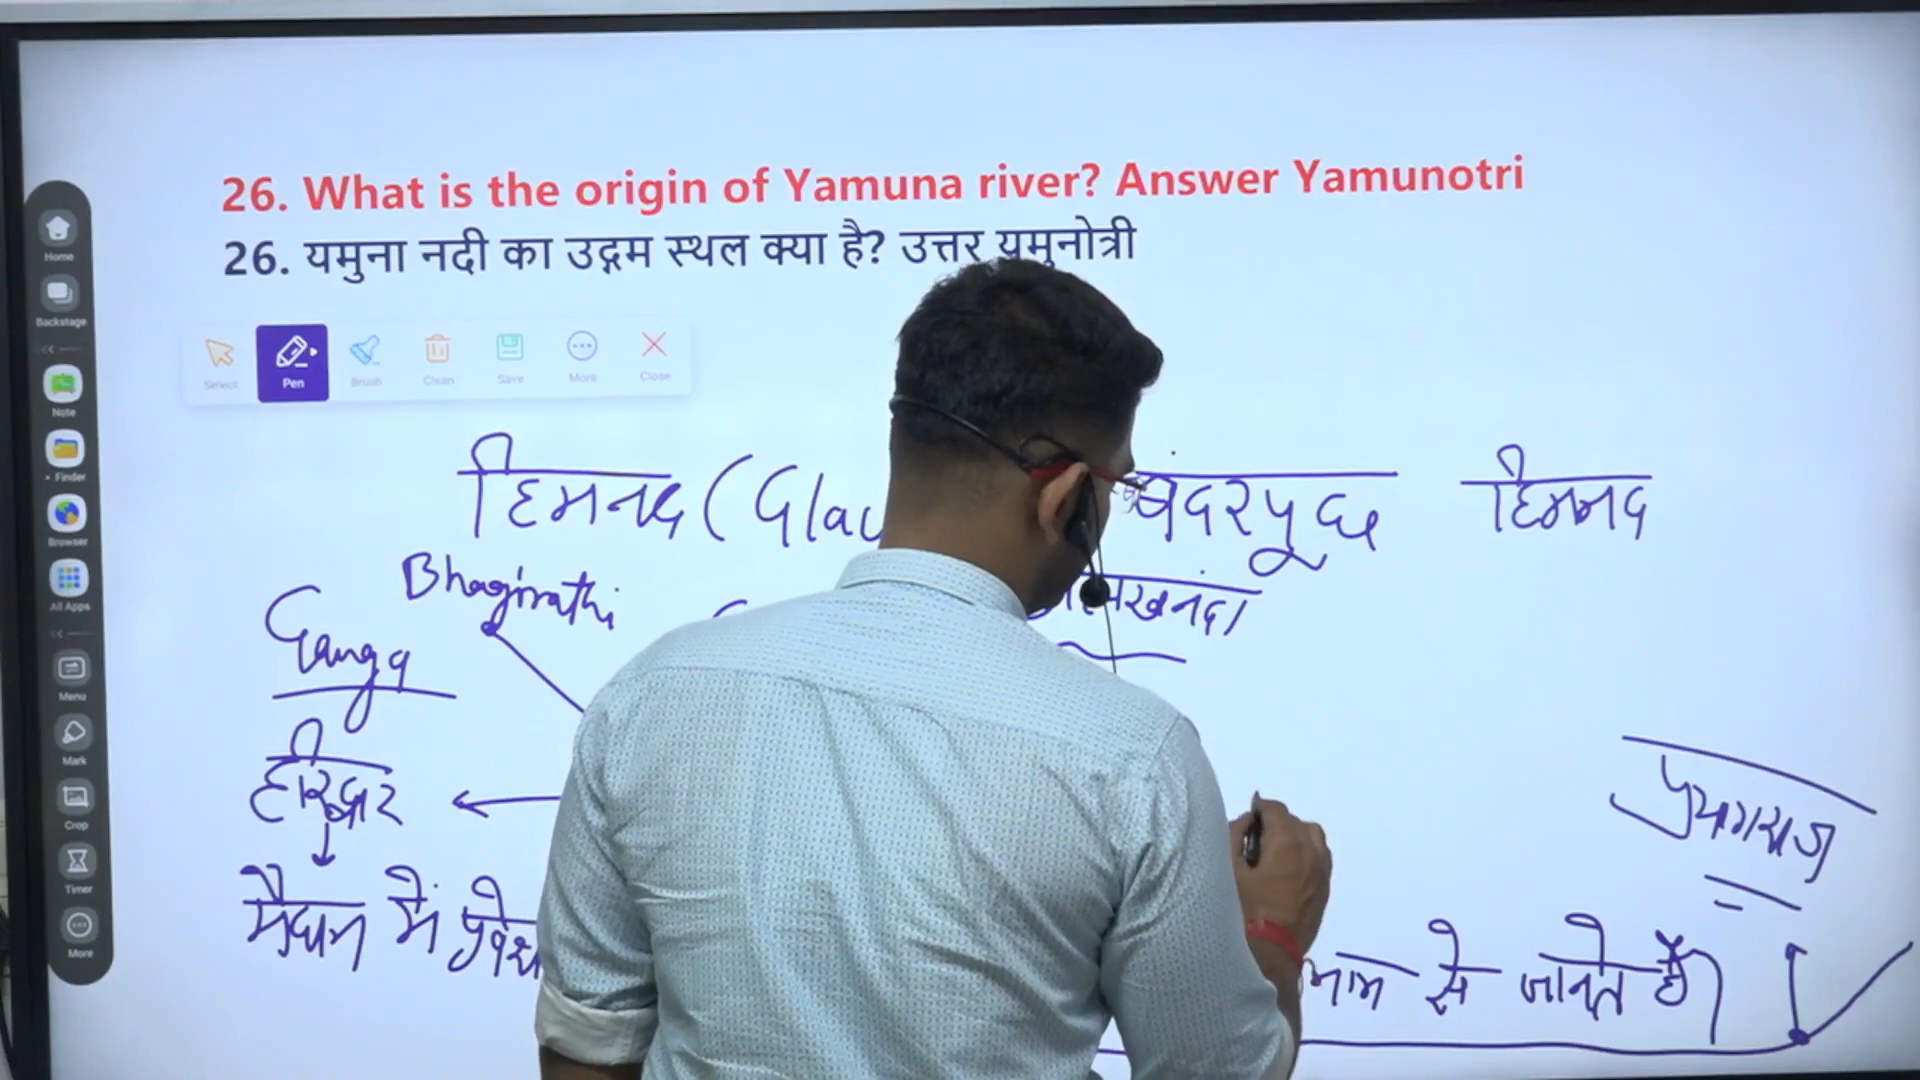 26. What is the origin of Yamuna river? Answer Yamunotri
26. यमुना नदी का उद्गम स्थल क्या है? उत्तर यमुनोत्री
Home
Backstage
Note
Finder
Browser
All Apps
Menu
Mark
Crop
Timer
More
Select
Pen
Brush
Clean
Save
More
Close
हिमनद (Glac
बंदरपूछ हिमनद
Bhagirathi
Ganga
हरिद्वार
मैदान में प्रवेश
प्रयागराज
नाम से जानते है